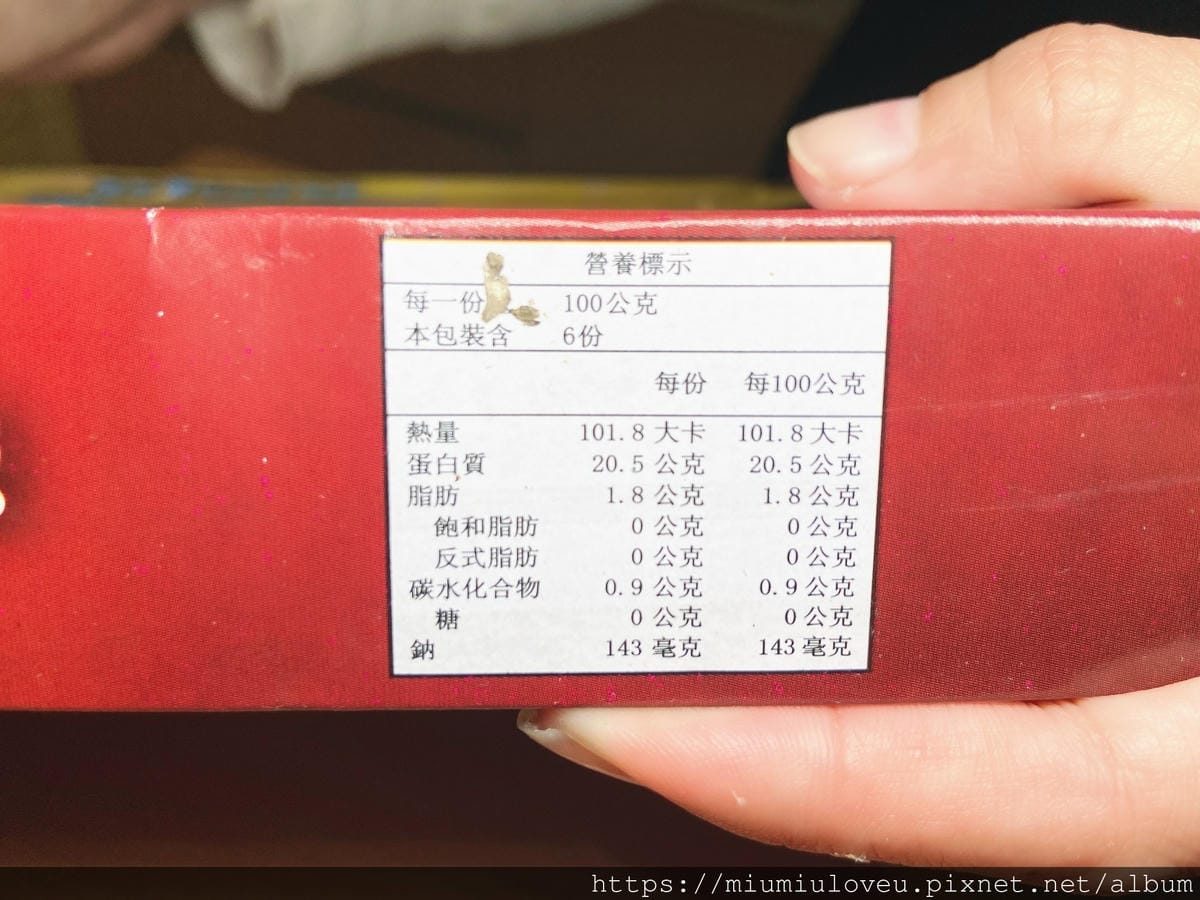 營養標示
每一份 100公克
本包裝含 6份
每份 每100公克
熱量 101.8 大卡 101.8 大卡
蛋白質 20.5 公克 20.5 公克
脂肪 1.8 公克 1.8 公克
飽和脂肪 0 公克 0 公克
反式脂肪 0 公克 0 公克
碳水化合物 0.9 公克 0.9 公克
糖 0 公克 0 公克
鈉 143 毫克 143 毫克
https://miumiuloveu.pixnet.net/album